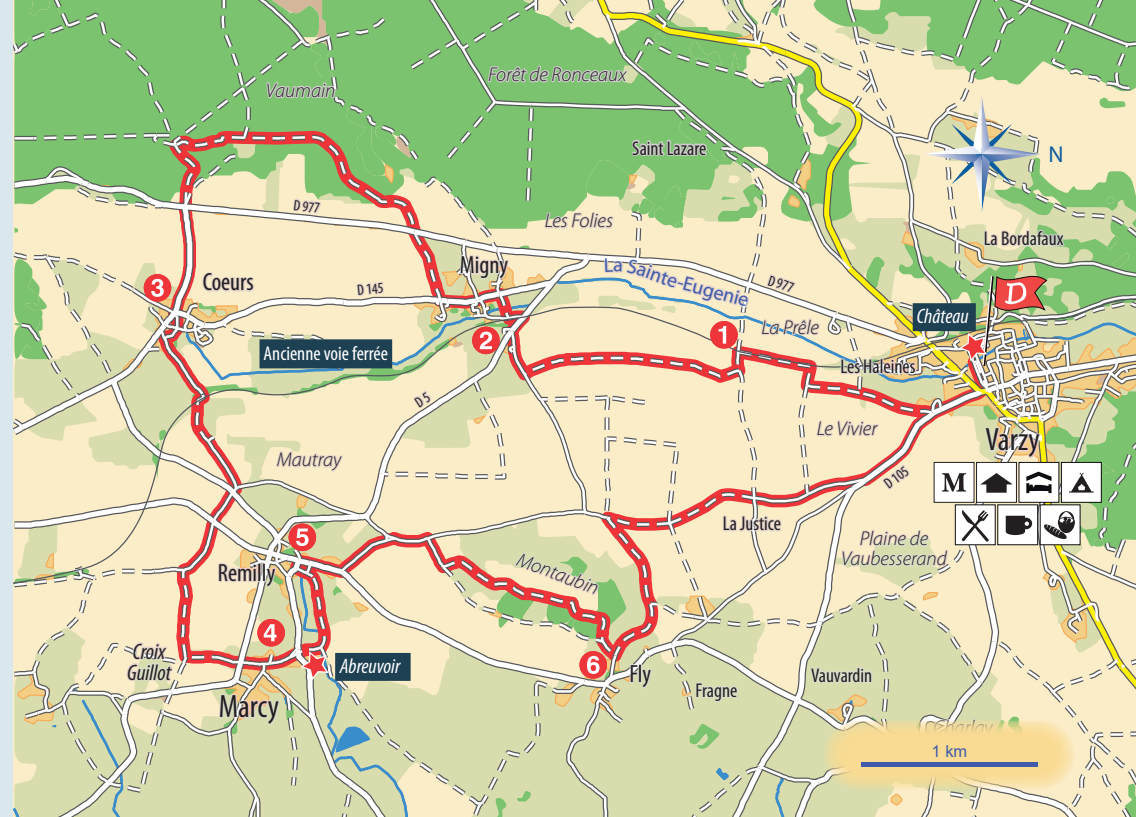 Vaumain
Forêt de Ronceaux
Saint Lazare
N
D 977
Les Folies
La Bordafaux
Migny
La Sainte-Eugenie
D 977
3
Coeurs
D 145
D
Château
2
1
La Prêle
Ancienne voie ferrée
Les Haleines
D 5
Le Vivier
Varzy
Mautray
D 105
M
La Justice
5
Plaine de
Vaubesserand
Remilly
Montaubin
4
Croix
Guillot
Abreuvoir
6
Fly
Vauvardin
Fragne
Marcy
1 km